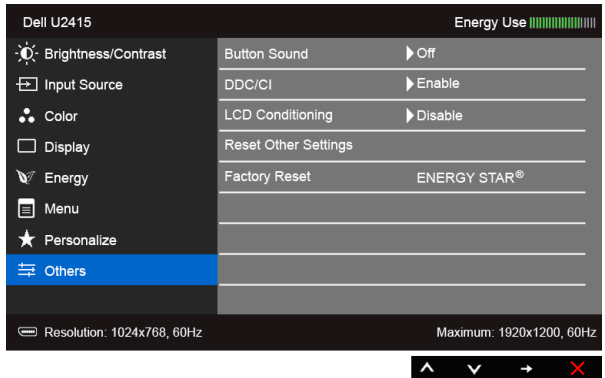 Dell U2415 Energy Use
Brightness/Contrast Button Sound Off
Input Source DDC/CI Enable
Color LCD Conditioning Disable
Display Reset Other Settings
Energy Factory Reset ENERGY STAR®
Menu
Personalize
Others
Resolution: 1024x768, 60Hz Maximum: 1920x1200, 60Hz